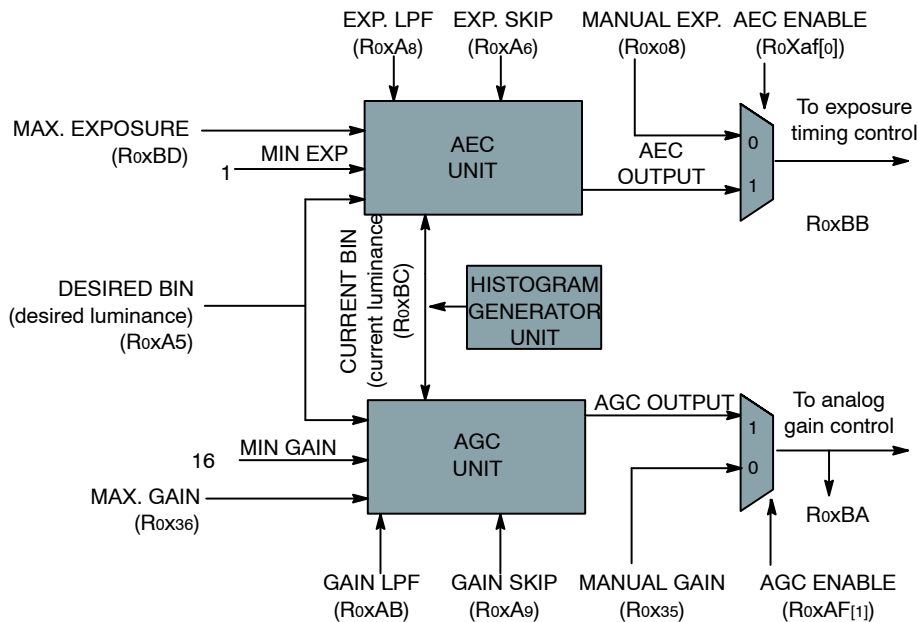 EXP. LPF
(R0xA8)
EXP. SKIP
(R0xA6)
MANUAL EXP.
(R0x08)
AEC ENABLE
(R0Xaf[0])
MAX. EXPOSURE
(R0xBD)
1
MIN EXP
AEC
UNIT
AEC
OUTPUT
0
1
To exposure
timing control
R0xBB
DESIRED BIN
(desired luminance)
(R0xA5)
CURRENT BIN
(current luminance)
(R0xBC)
HISTOGRAM
GENERATOR
UNIT
16
MIN GAIN
MAX. GAIN
(R0x36)
AGC
UNIT
AGC OUTPUT
1
0
To analog
gain control
R0xBA
GAIN LPF
(R0xAB)
GAIN SKIP
(R0xA9)
MANUAL GAIN
(R0x35)
AGC ENABLE
(R0xAF[1])